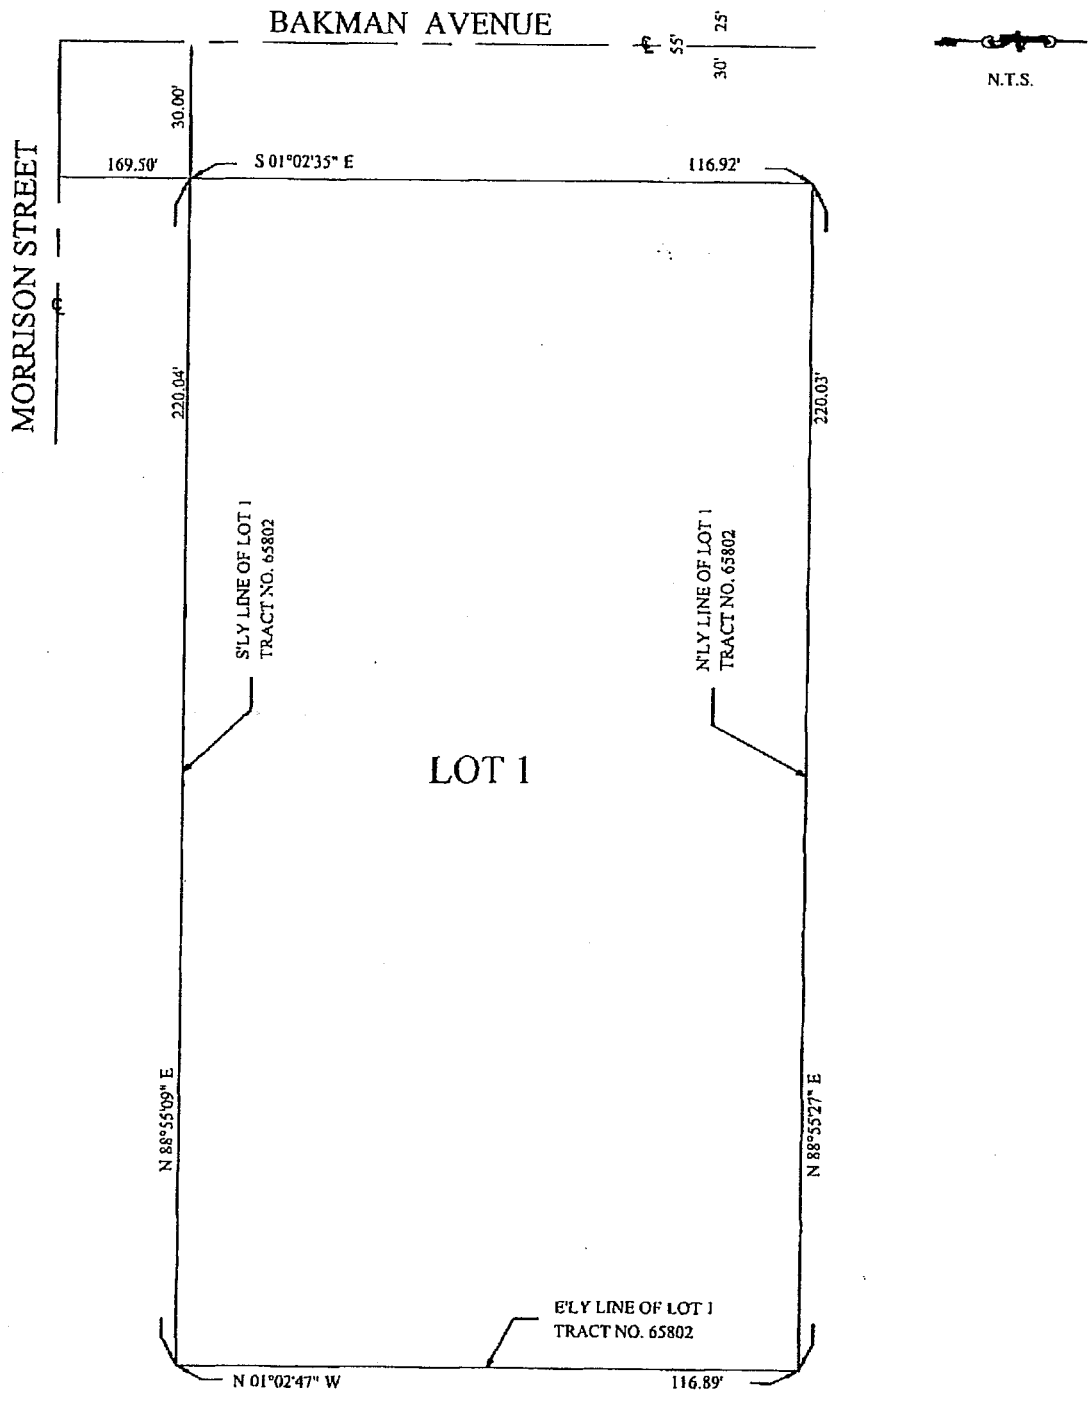 BAKMAN AVENUE
55'
25'
30'
N.T.S.
MORRISON STREET
30.00'
169.50'
S 01°02'35" E
116.92'
220.04'
220.03'
S'LY LINE OF LOT 1
TRACT NO. 65802
N'LY LINE OF LOT 1
TRACT NO. 65802
LOT 1
N 88°55'09" E
N 88°55'27" E
E'LY LINE OF LOT 1
TRACT NO. 65802
N 01°02'47" W
116.89'